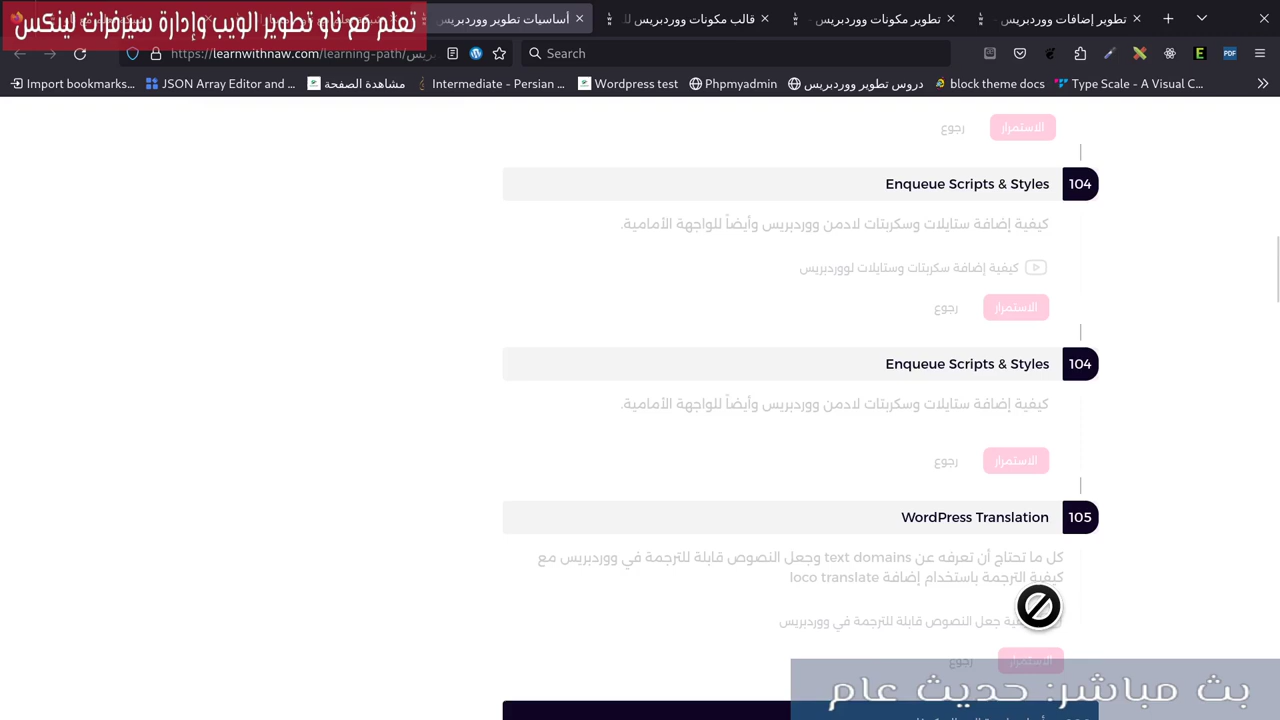 تعلم مع ناو تطوير الويب وإدارة سيرفرات لينكس
أساسيات تطوير ووردبريس
تطوير مكونات ووردبريس لل
تطوير مكونات ووردبريس -
تطوير إضافات ووردبريس -
https://learnwithnaw.com/learning-path/
Search
Import bookmarks...
JSON Array Editor and ...
مشاهدة الصفحة
Intermediate - Persian ...
Wordpress test
Phpmyadmin
دروس تطوير ووردبريس
block theme docs
Type Scale - A Visual C...
الاستمرار
رجوع
104
Enqueue Scripts & Styles
كيفية إضافة ستايلات وسكربتات لادمن ووردبريس وأيضاً للواجهة الأمامية.
كيفية إضافة سكربتات وستايلات لووردبريس
الاستمرار
رجوع
104
Enqueue Scripts & Styles
كيفية إضافة ستايلات وسكربتات لادمن ووردبريس وأيضاً للواجهة الأمامية.
الاستمرار
رجوع
105
WordPress Translation
كل ما تحتاج أن تعرفه عن text domains وجعل النصوص قابلة للترجمة في ووردبريس مع
كيفية الترجمة باستخدام إضافة loco translate
جعل النصوص قابلة للترجمة في ووردبريس
الاستمرار
رجوع
بث مباشر: حديث عام